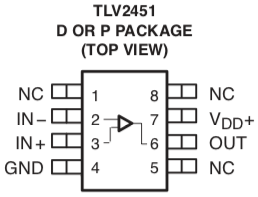 TLV2451
D OR P PACKAGE
(TOP VIEW)
NC 1 8 NC
IN− 2 7 VDD+
IN+ 3 6 OUT
GND 4 5 NC